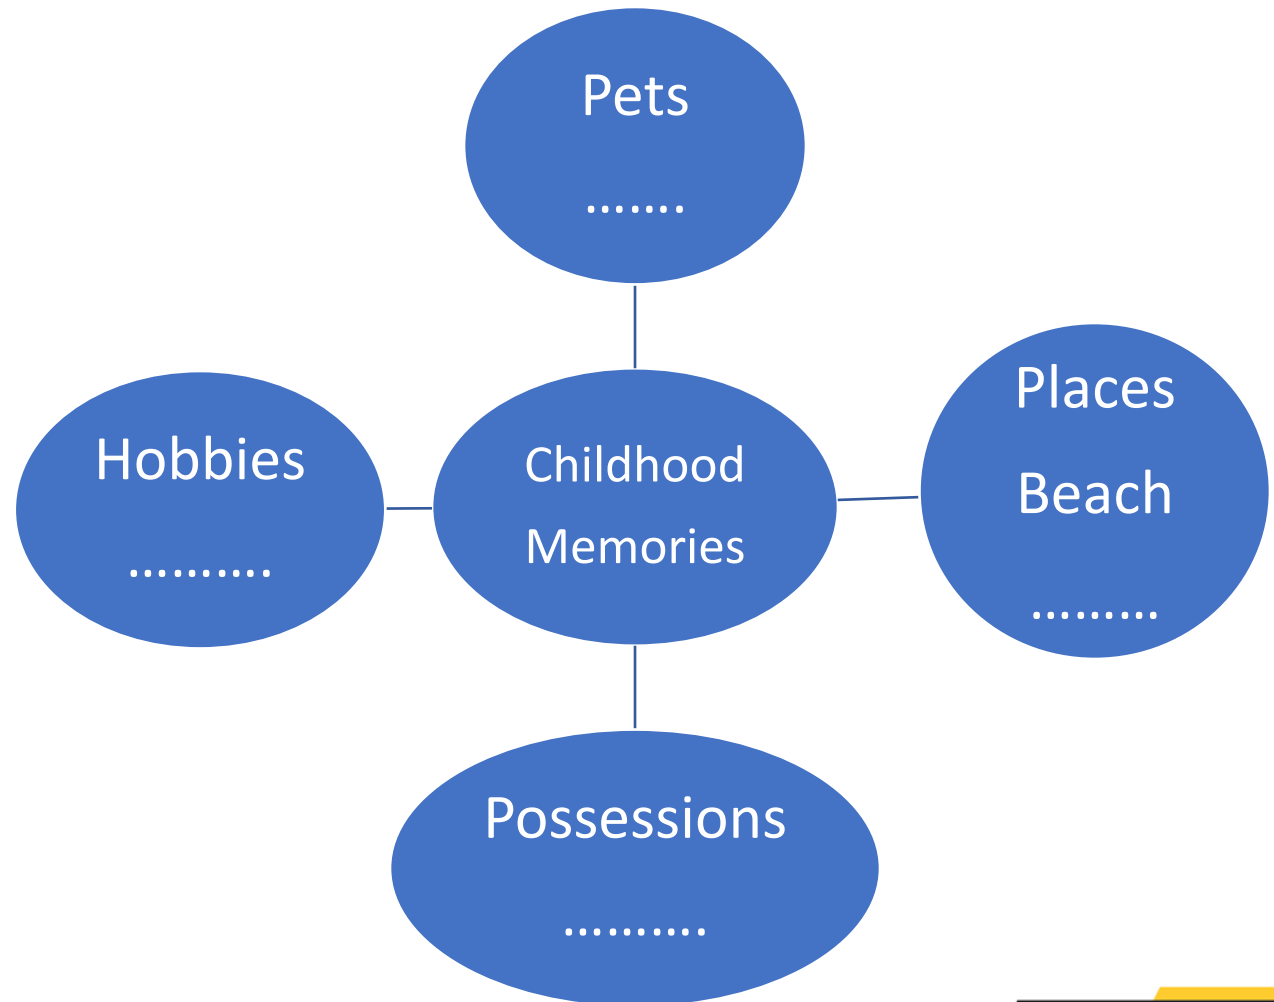 Pets
…….
Hobbies
……….
Childhood
Memories
Places
Beach
………
Possessions
……….